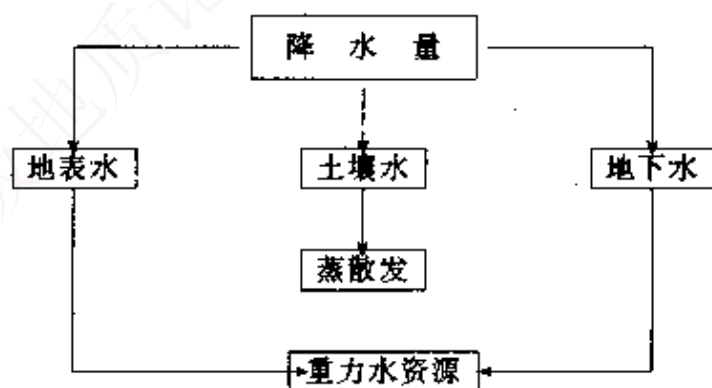 降 水 量
地表水 土壤水 地下水
蒸散发
重力水资源